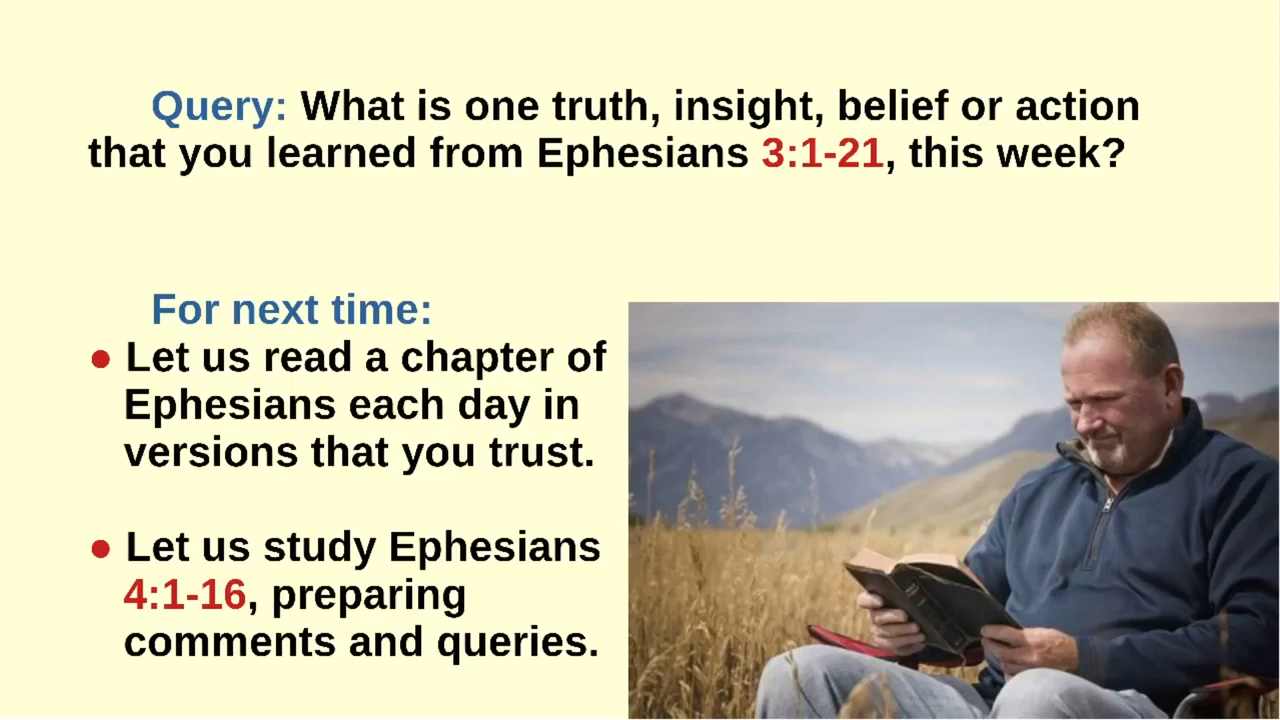 Query: What is one truth, insight, belief or action
that you learned from Ephesians 3:1-21, this week?
For next time:
● Let us read a chapter of
Ephesians each day in
versions that you trust.
● Let us study Ephesians
4:1-16, preparing
comments and queries.